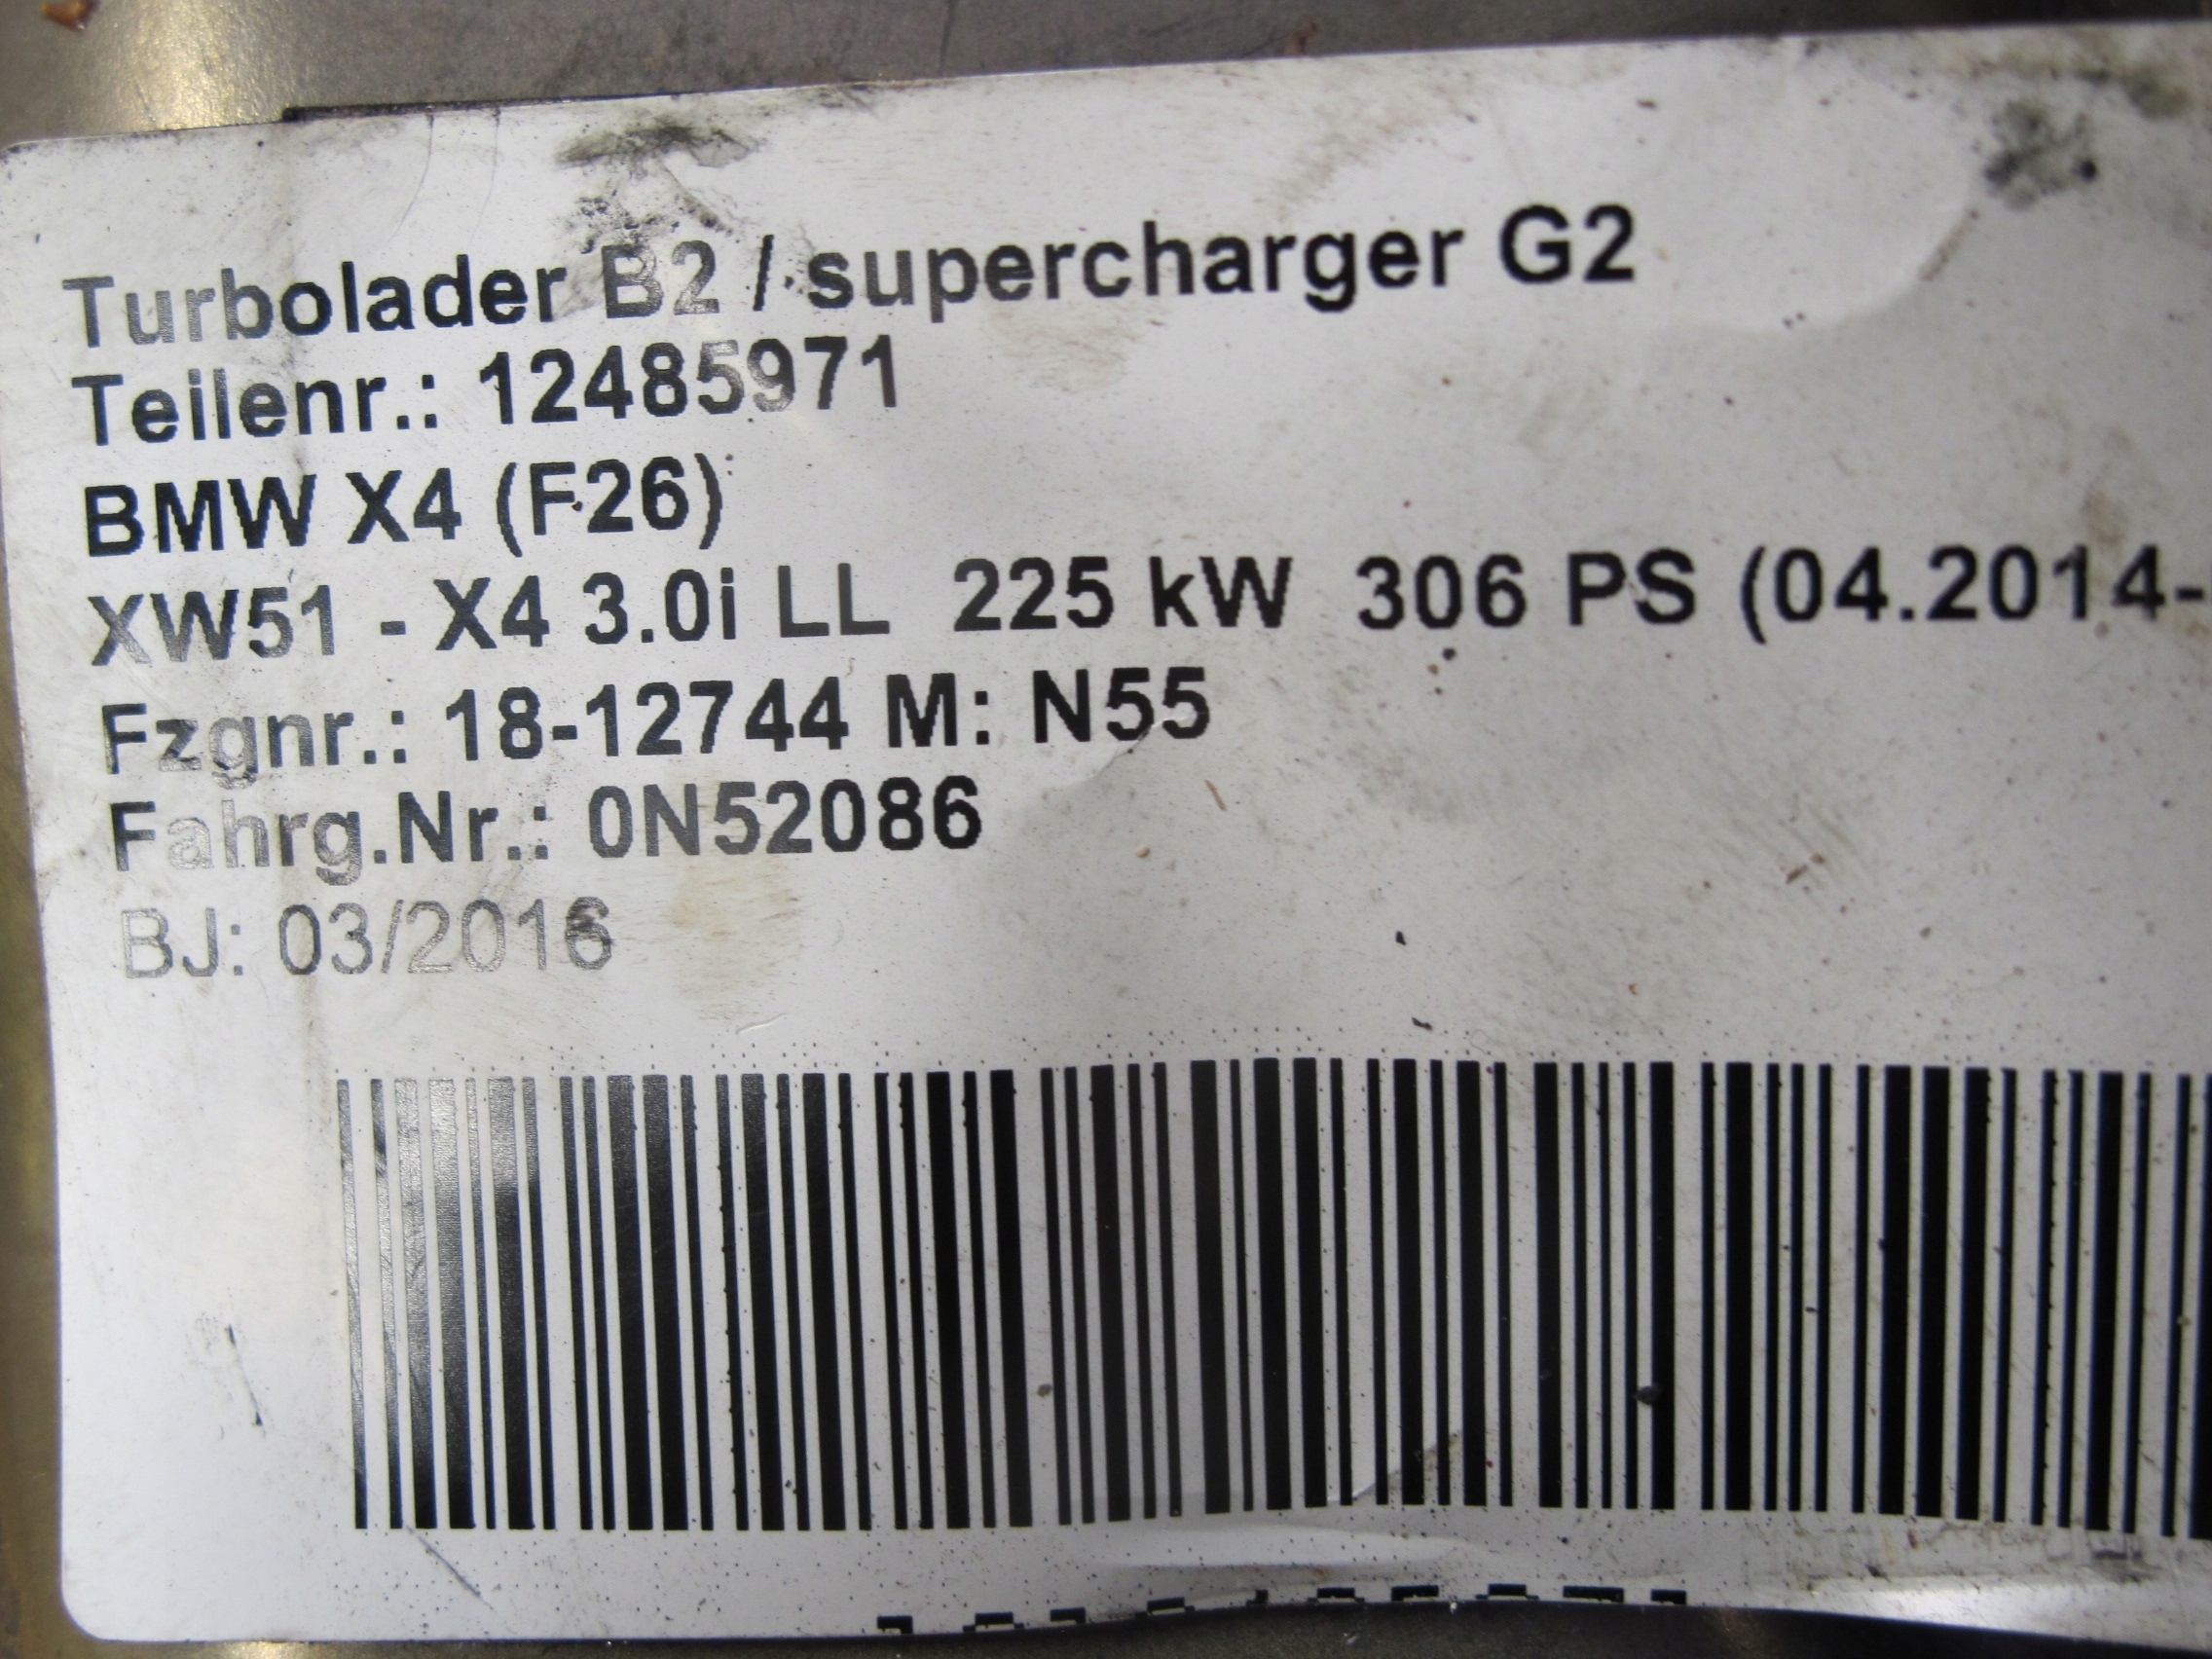 Turbolader B2 / supercharger G2
Teilenr.: 12485971
BMW X4 (F26)
XW51 - X4 3.0i LL 225 kW 306 PS (04.2014-
Fzgnr.: 18-12744 M: N55
Fahrg.Nr.: 0N52086
BJ: 03/2016